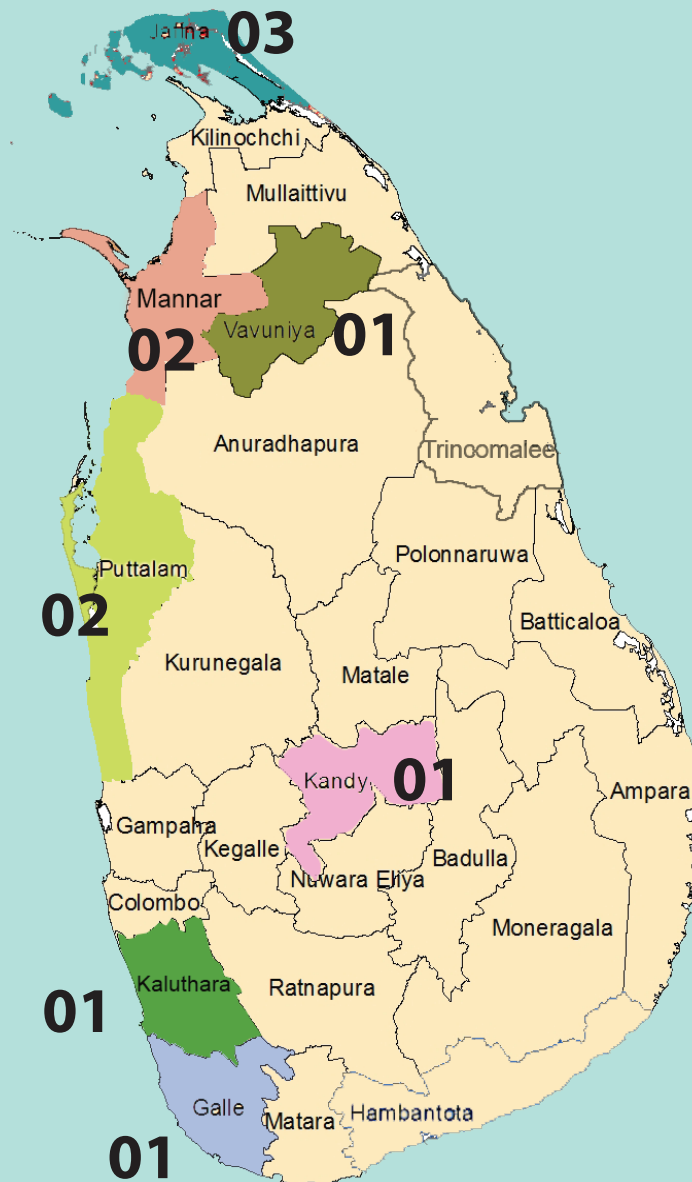 Jaffna
03
Kilinochchi
Mullaittivu
Mannar
02
Vavuniya
01
Anuradhapura
Trinoomalee
Puttalam
02
Polonnaruwa
Batticaloa
Kurunegala
Matale
Kandy
01
Ampara
Gampaha
Kegalle
Badulla
Nuwara Eliya
Colombo
Moneragala
Kaluthara
01
Ratnapura
Galle
Matara
Hambantota
01